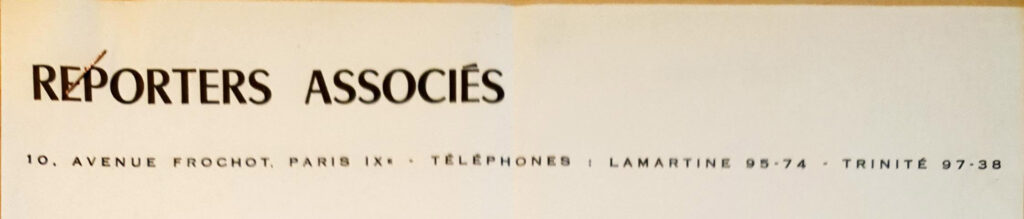 REPORTERS ASSOCIÉS
10, AVENUE FROCHOT, PARIS IXe - TÉLÉPHONES : LAMARTINE 95-74 - TRINITÉ 97-38